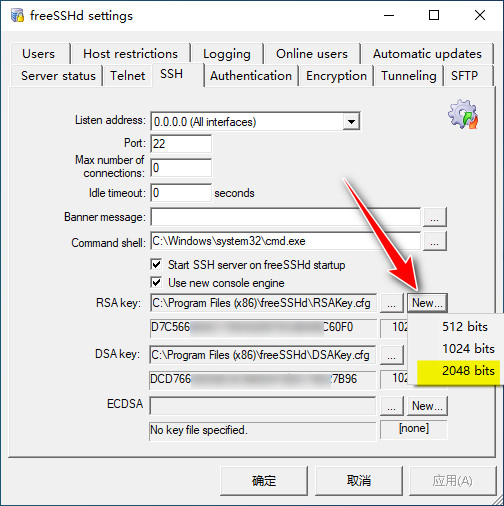 freeSSHd settings
Users
Host restrictions
Logging
Online users
Automatic updates
Server status
Telnet
SSH
Authentication
Encryption
Tunneling
SFTP
Listen address:
0.0.0.0 (All interfaces)
Port:
22
Max number of
connections:
0
Idle timeout:
0
seconds
Banner message:
...
Command shell:
C:\Windows\system32\cmd.exe
...
Start SSH server on freeSSHd startup
Use new console engine
RSA key:
C:\Program Files (x86)\freeSSHd\RSAKey.cfg
...
New...
D7C566
C60F0
102
512 bits
1024 bits
DSA key:
C:\Program Files (x86)\freeSSHd\DSAKey.cfg
...
2048 bits
DCD766
7B96
102
ECDSA
...
New...
No key file specified.
[none]
确定
取消
应用(A)